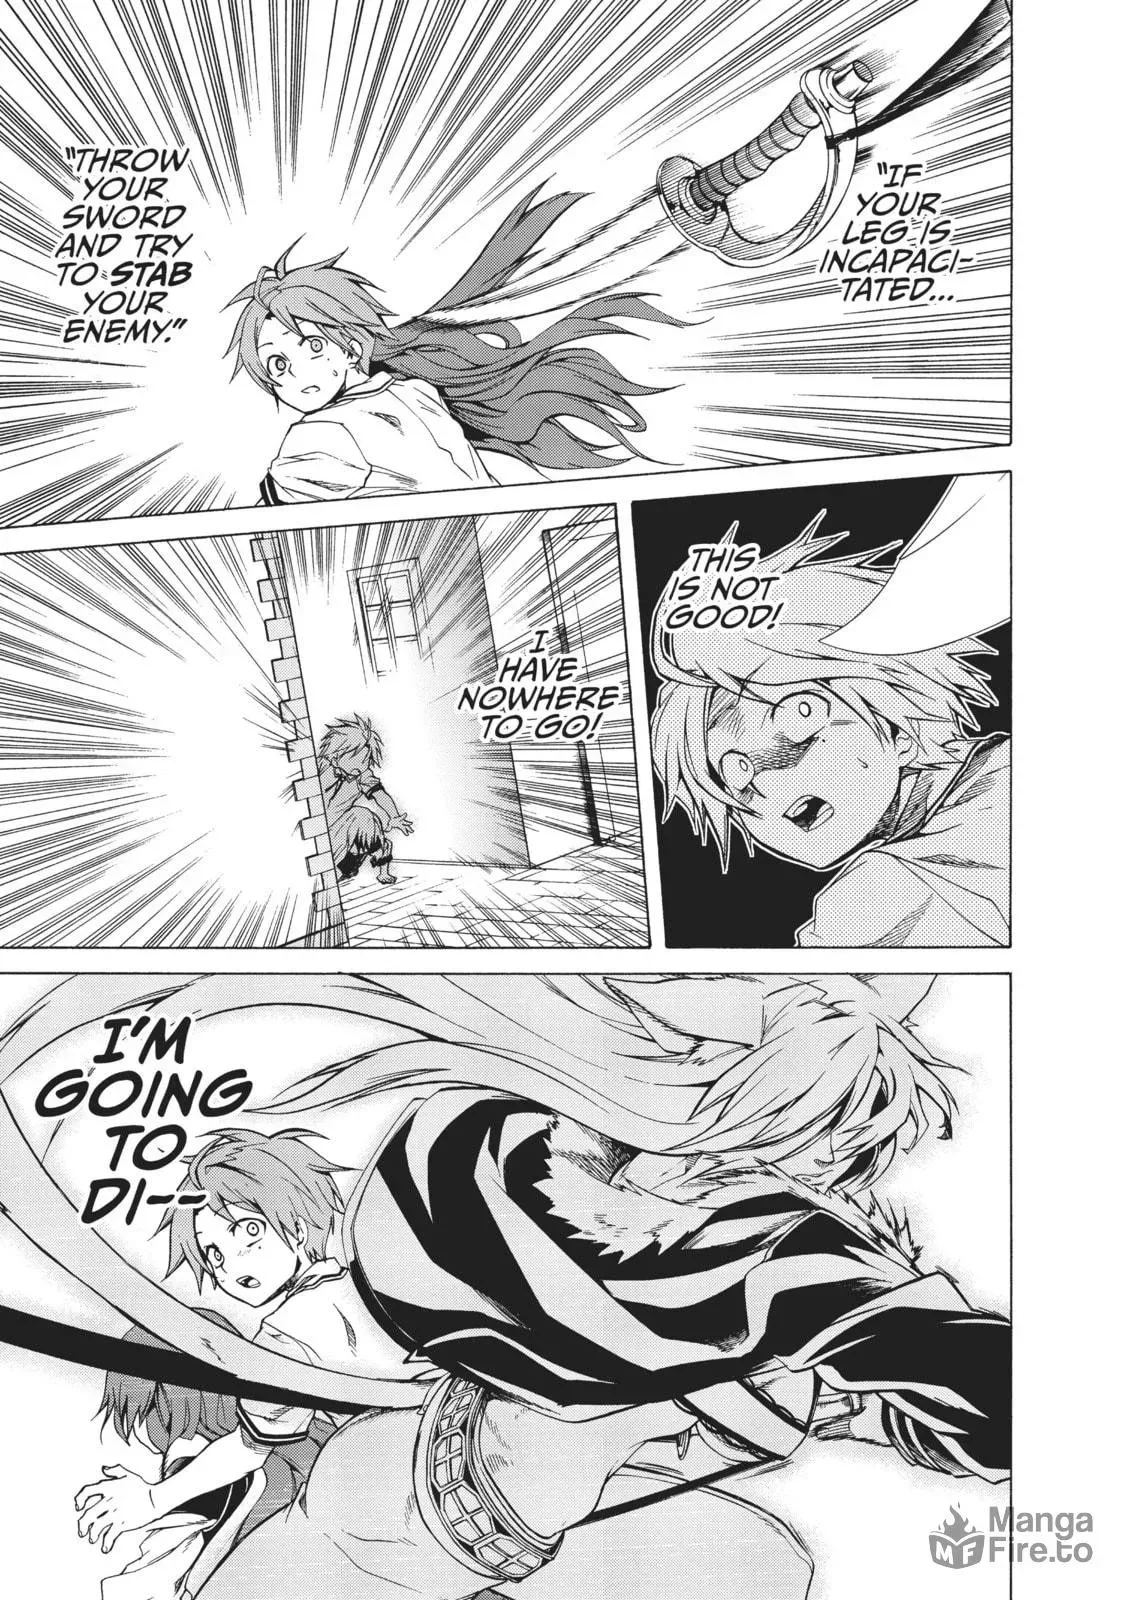 "IF
YOUR
LEG IS
INCAPACI-
TATED...
"THROW
YOUR
SWORD
AND TRY
TO STAB
YOUR
ENEMY."
THIS
IS NOT
GOOD!
I
HAVE
NOWHERE
TO GO!
I'M
GOING
TO
DI--
Manga
Fire.to
MF